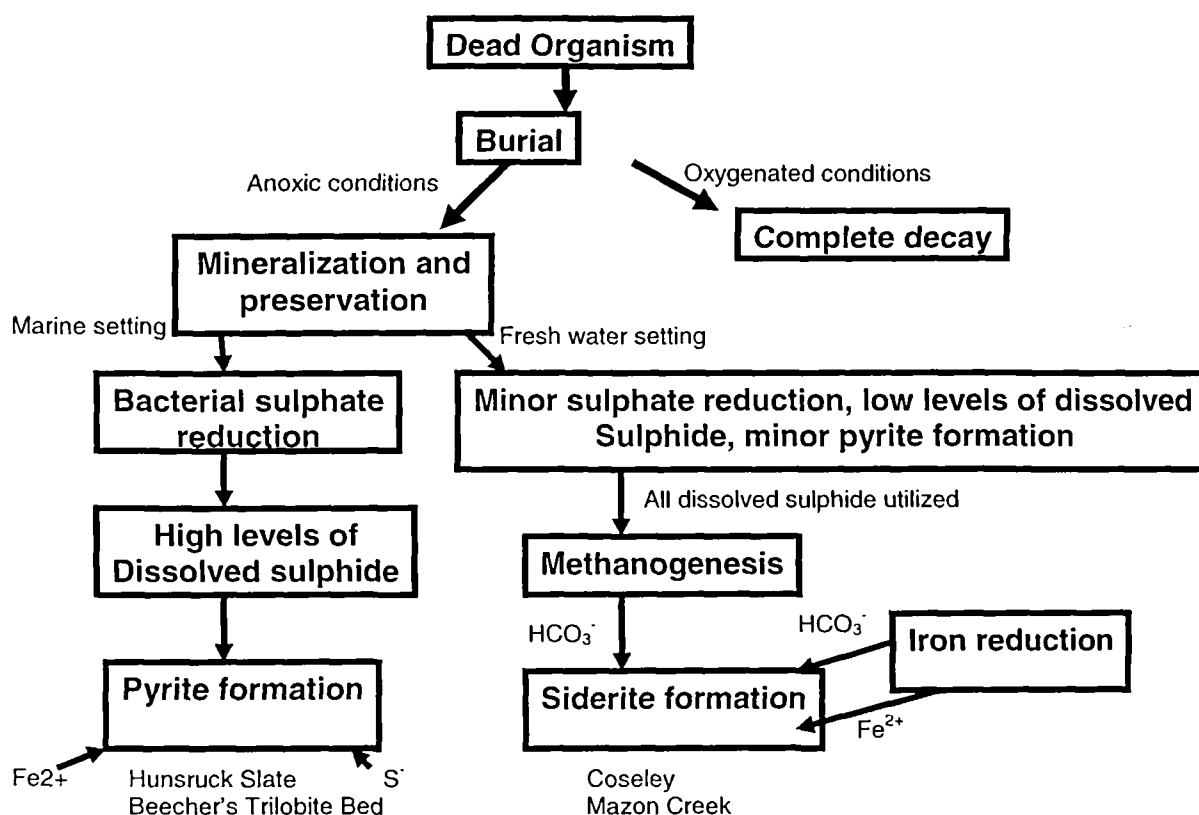 Dead Organism
Burial
Anoxic conditions
Oxygenated conditions
Complete decay
Mineralization and
preservation
Marine setting
Fresh water setting
Bacterial sulphate
reduction
Minor sulphate reduction, low levels of dissolved
Sulphide, minor pyrite formation
All dissolved sulphide utilized
High levels of
Dissolved sulphide
Methanogenesis
HCO₃⁻
HCO₃⁻
Iron reduction
Pyrite formation
Siderite formation
Fe²⁺
Fe2+
S⁻
Hunsruck Slate
Beecher's Trilobite Bed
Coseley
Mazon Creek